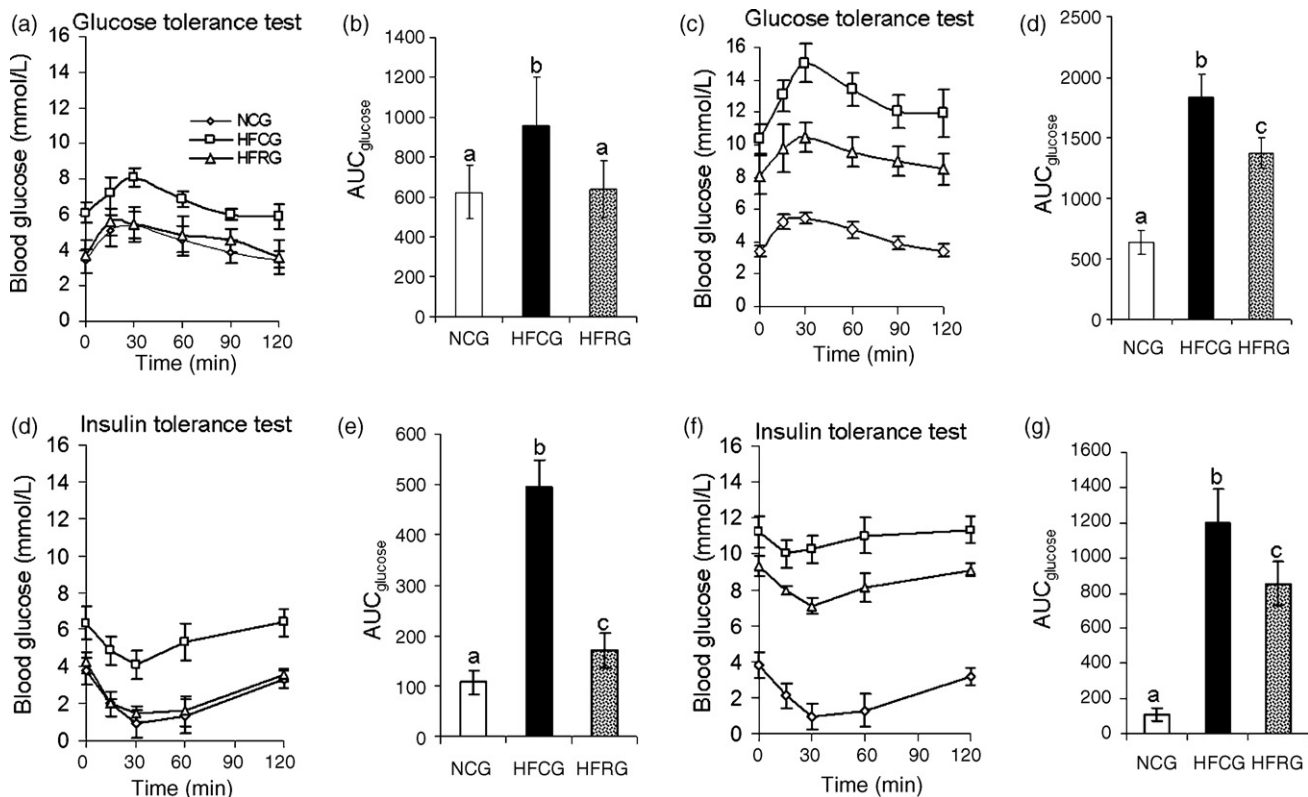 (a)
Glucose tolerance test
Blood glucose (mmol/L)
16
14
12
10
8
6
4
2
0
NCG
HFCG
HFRG
0 30 60 90 120
Time (min)
(b)
AUCglucose
1400
1200
1000
800
600
400
200
0
a
b
a
NCG HFCG HFRG
(c)
Glucose tolerance test
Blood glucose (mmol/L)
16
14
12
10
8
6
4
2
0
0 30 60 90 120
Time (min)
(d)
AUCglucose
2500
2000
1500
1000
500
0
a
b
c
NCG HFCG HFRG
(d)
Insulin tolerance test
Blood glucose (mmol/L)
16
14
12
10
8
6
4
2
0
0 30 60 90 120
Time (min)
(e)
AUCglucose
600
500
400
300
200
100
0
a
b
c
NCG HFCG HFRG
(f)
Insulin tolerance test
Blood glucose (mmol/L)
16
14
12
10
8
6
4
2
0
0 30 60 90 120
Time (min)
(g)
AUCglucose
1600
1400
1200
1000
800
600
400
200
0
a
b
c
NCG HFCG HFRG